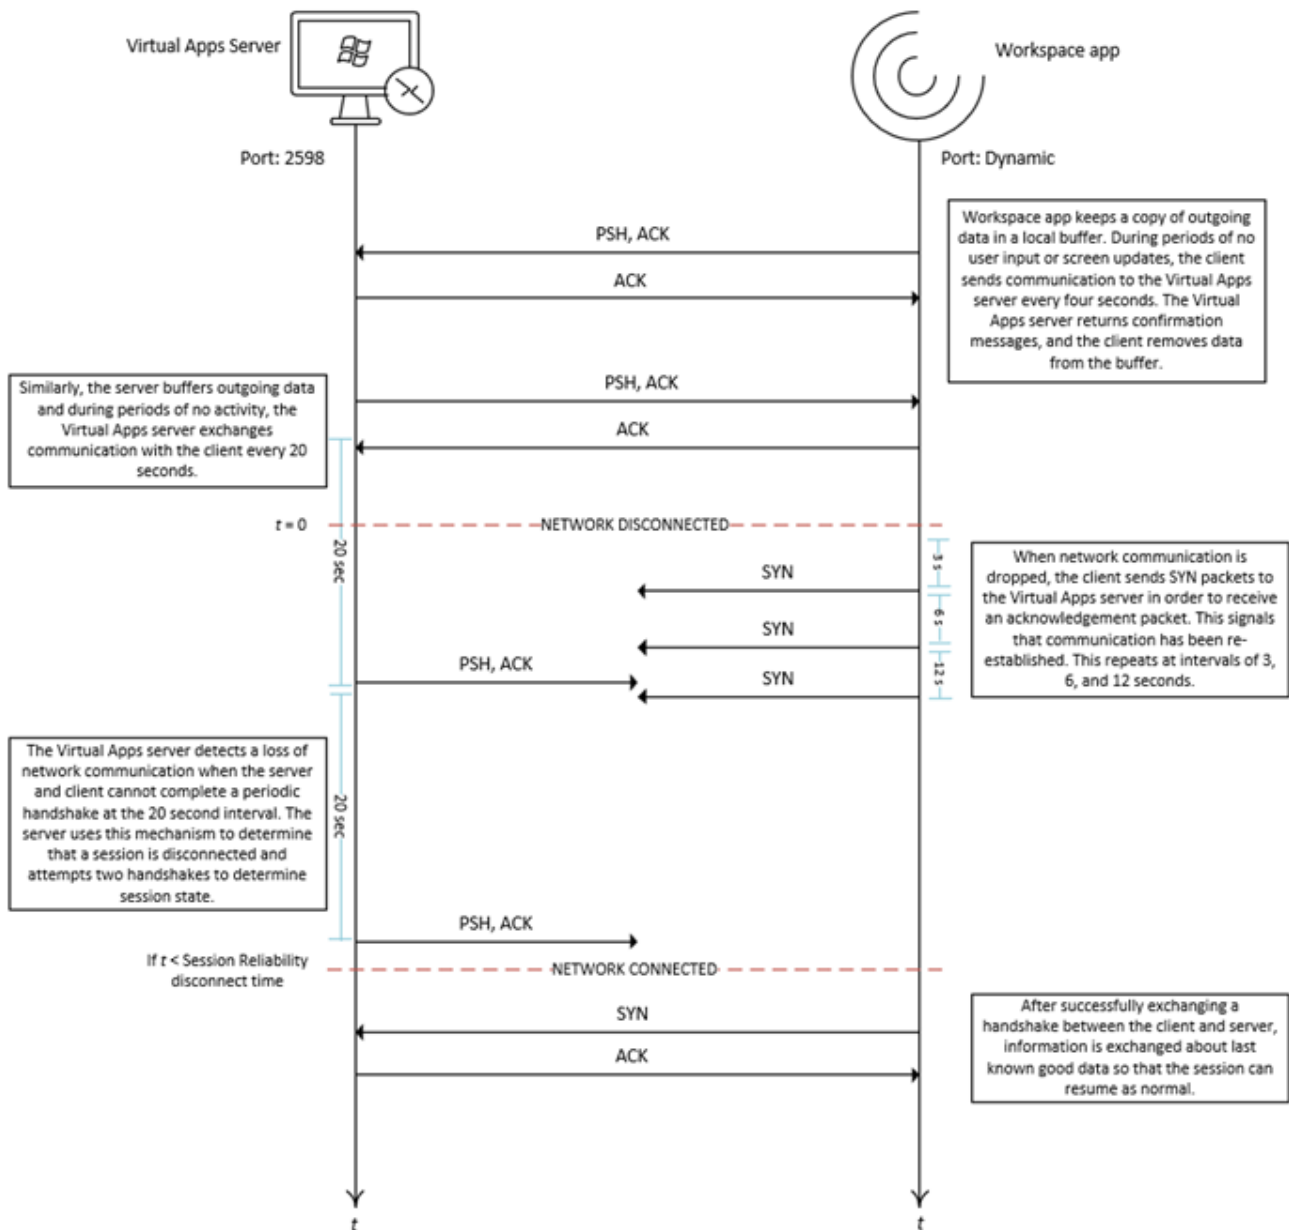 Virtual Apps Server
Workspace app
Port: 2598
Port: Dynamic
PSH, ACK
ACK
Workspace app keeps a copy of outgoing
data in a local buffer. During periods of no
user input or screen updates, the client
sends communication to the Virtual Apps
server every four seconds. The Virtual
Apps server returns confirmation
messages, and the client removes data
from the buffer.
Similarly, the server buffers outgoing data
and during periods of no activity, the
Virtual Apps server exchanges
communication with the client every 20
seconds.
PSH, ACK
ACK
t = 0
NETWORK DISCONNECTED
20 sec
3 s
6 s
12 s
SYN
SYN
PSH, ACK
SYN
When network communication is
dropped, the client sends SYN packets to
the Virtual Apps server in order to receive
an acknowledgement packet. This signals
that communication has been re-
established. This repeats at intervals of 3,
6, and 12 seconds.
The Virtual Apps server detects a loss of
network communication when the server
and client cannot complete a periodic
handshake at the 20 second interval. The
server uses this mechanism to determine
that a session is disconnected and
attempts two handshakes to determine
session state.
20 sec
PSH, ACK
If t < Session Reliability
disconnect time
NETWORK CONNECTED
SYN
ACK
After successfully exchanging a
handshake between the client and server,
information is exchanged about last
known good data so that the session can
resume as normal.
t
t